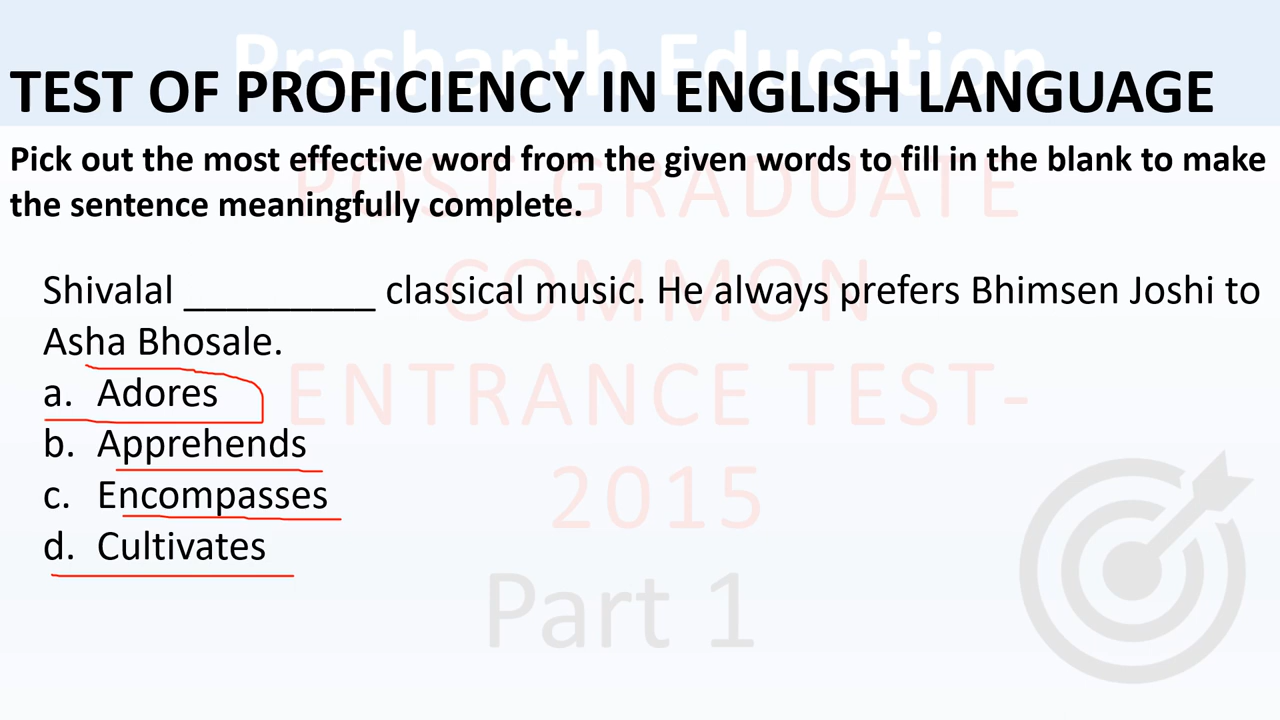 Prashanth Education
TEST OF PROFICIENCY IN ENGLISH LANGUAGE
Pick out the most effective word from the given words to fill in the blank to make
the sentence meaningfully complete.
POST GRADUATE
COMMON
ENTRANCE TEST-
2015
Part 1
Shivalal _________ classical music. He always prefers Bhimsen Joshi to
Asha Bhosale.
a. Adores
b. Apprehends
c. Encompasses
d. Cultivates